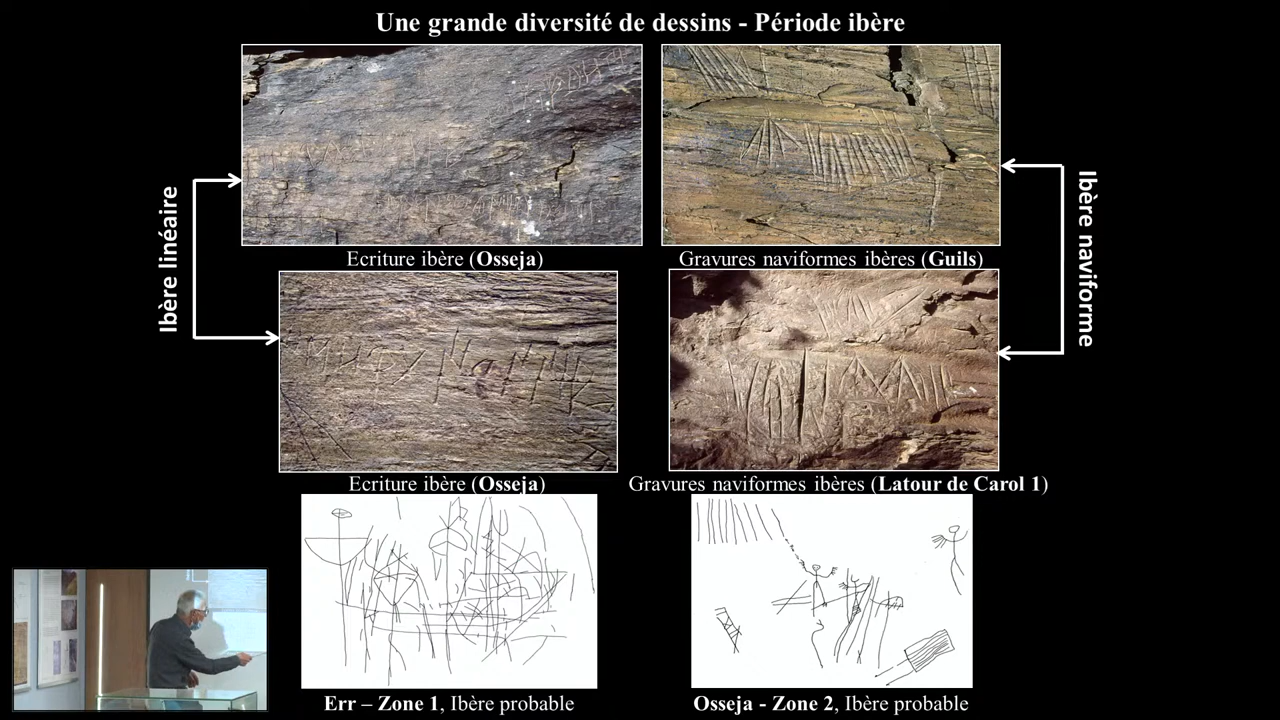 Une grande diversité de dessins - Période ibère
Ibère linéaire
Ibère naviforme
Ecriture ibère (Osseja)
Gravures naviformes ibères (Guils)
Ecriture ibère (Osseja)
Gravures naviformes ibères (Latour de Carol 1)
Err – Zone 1, Ibère probable
Osseja - Zone 2, Ibère probable